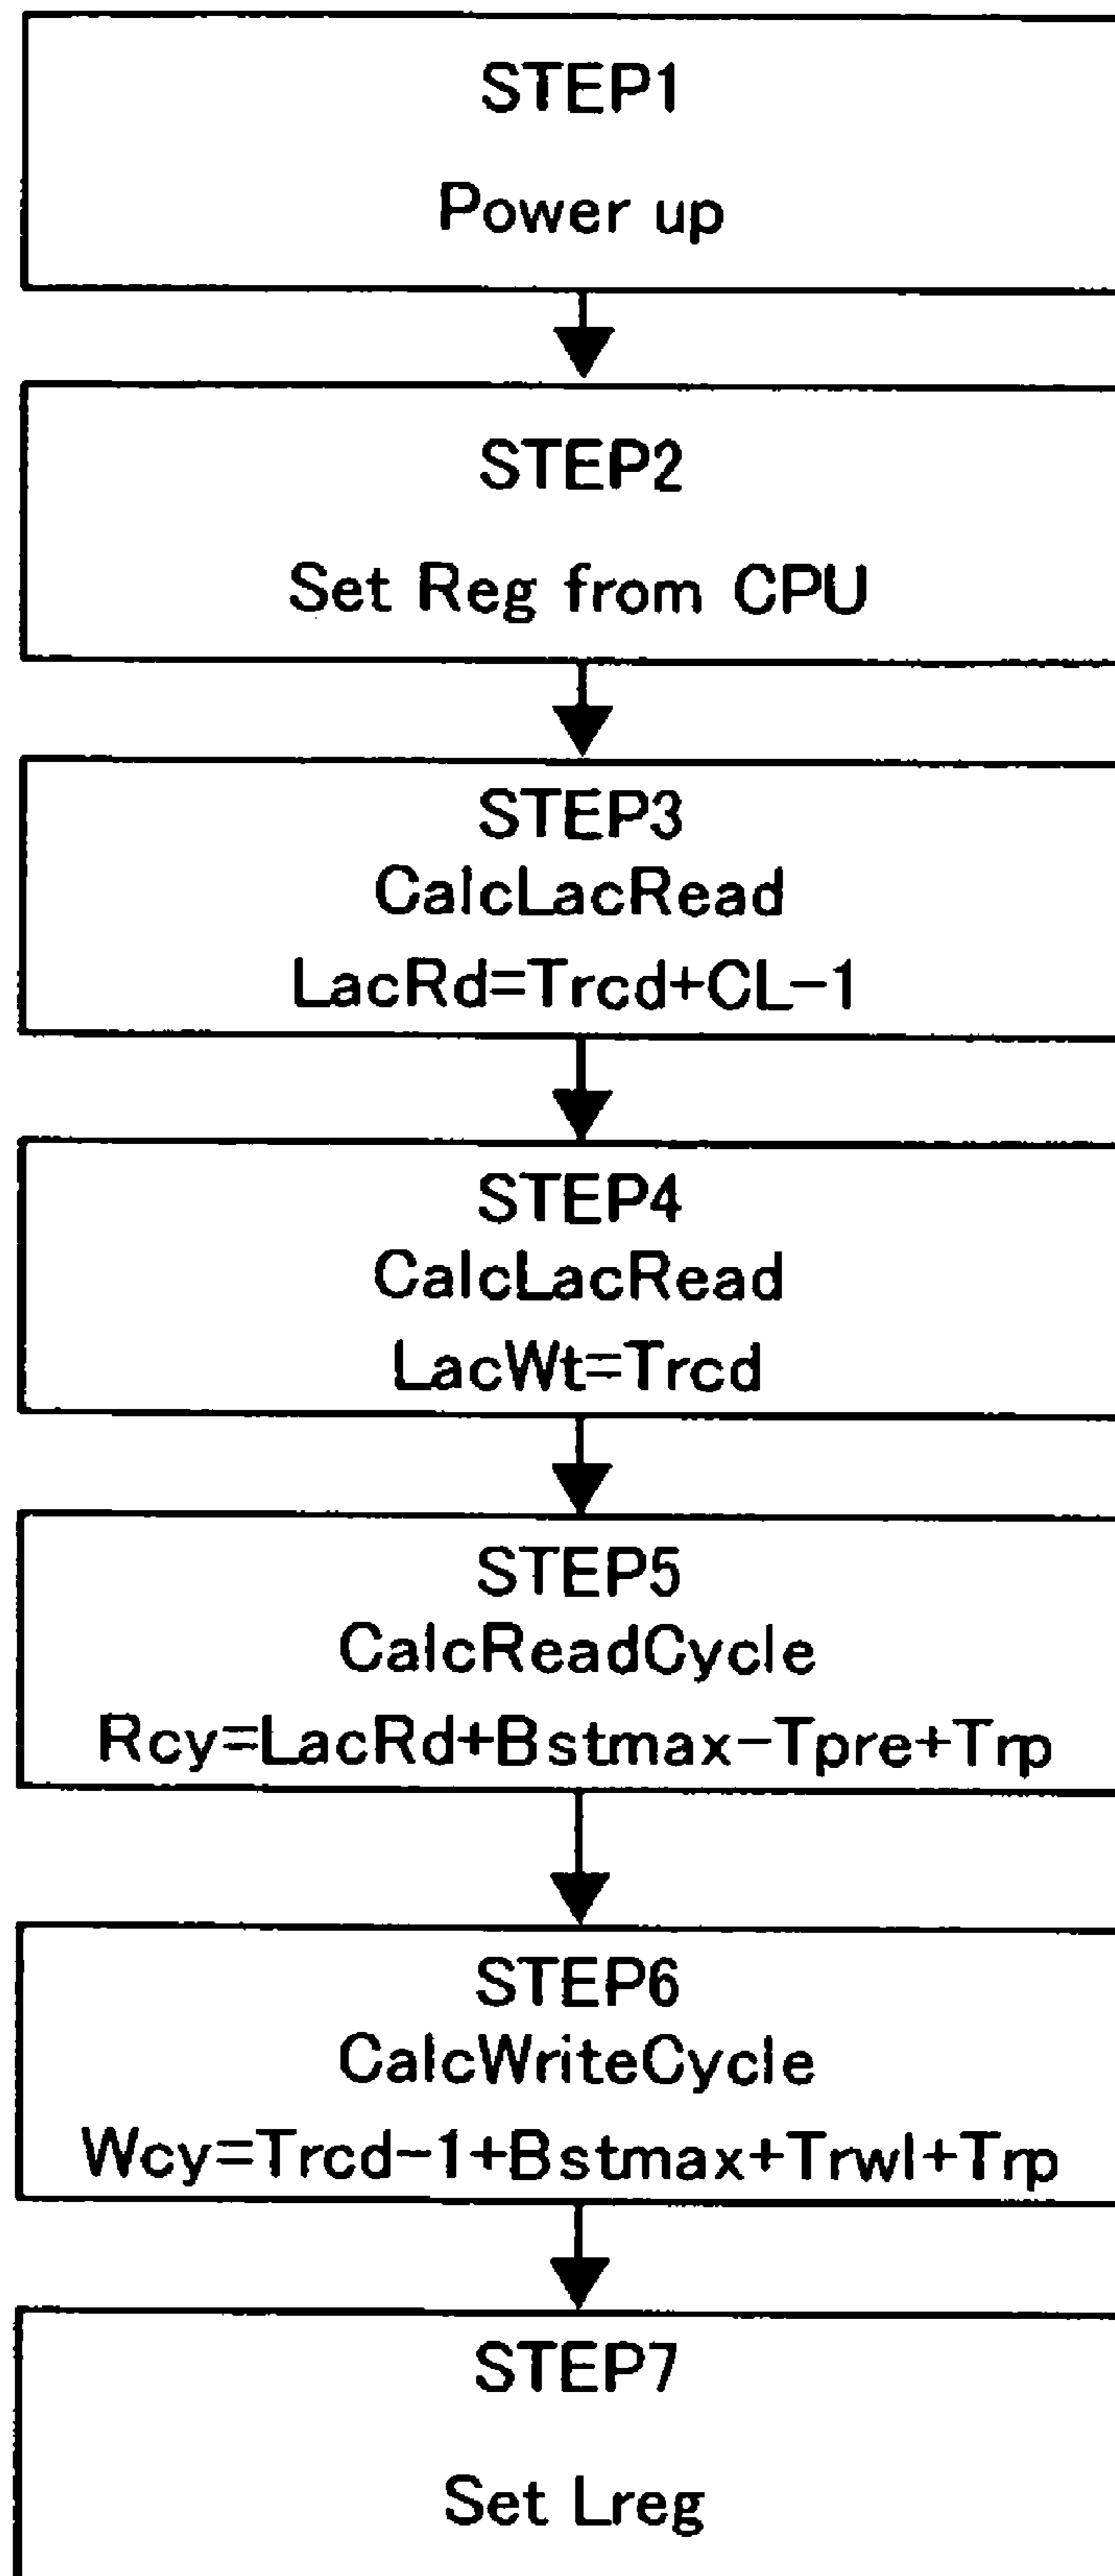 STEP1
Power up
STEP2
Set Reg from CPU
STEP3
CalcLacRead
LacRd=Trcd+CL-1
STEP4
CalcLacRead
LacWt=Trcd
STEP5
CalcReadCycle
Rcy=LacRd+Bstmax-Tpre+Trp
STEP6
CalcWriteCycle
Wcy=Trcd-1+Bstmax+Trwl+Trp
STEP7
Set Lreg